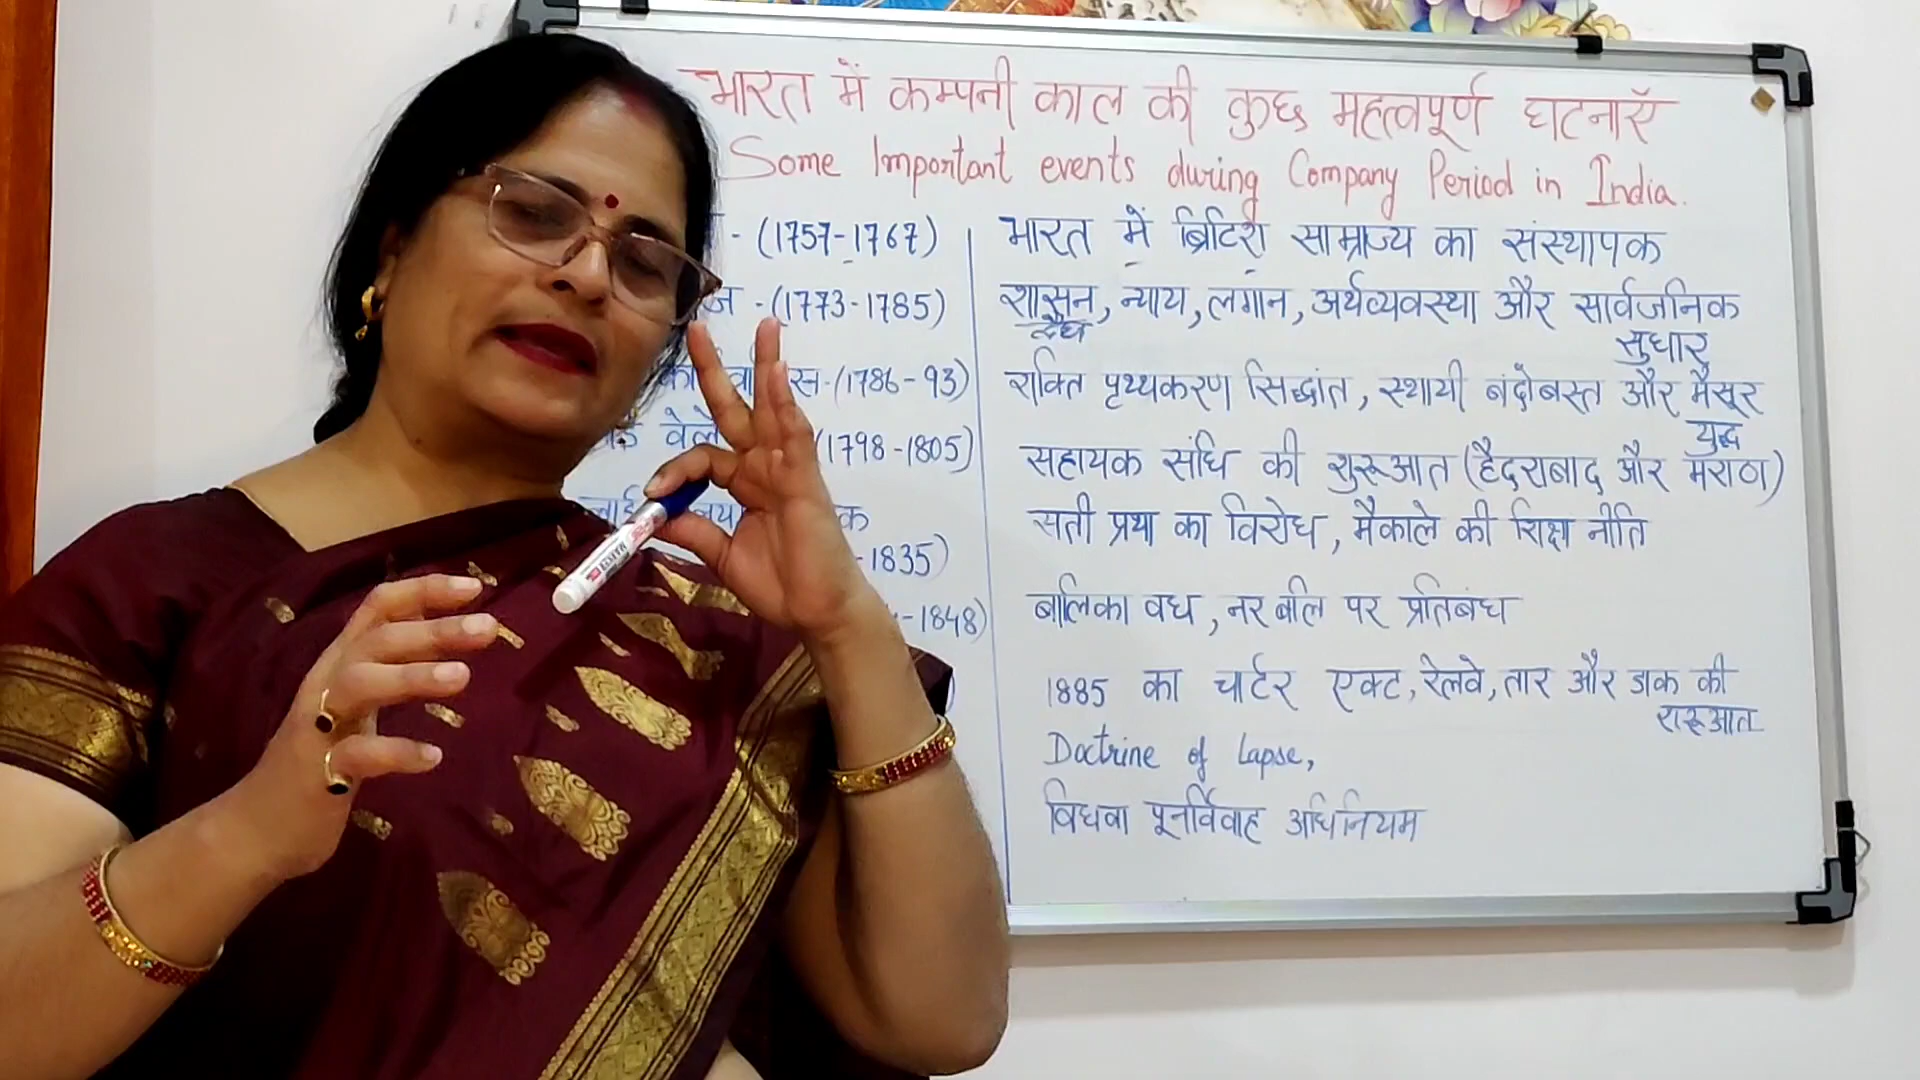 भारत में कम्पनी काल की कुछ महत्वपूर्ण घटनाएॅ
Some Important events during Company Period in India.
- (1757-1767) भारत में ब्रिटिश साम्राज्य का संस्थापक
- (1773-1785) शासन, न्याय, लगान, अर्थव्यवस्था और सार्वजनिक
सुधार
(1786-93) शक्ति पृथ्यकरण सिद्धांत, स्थायी बंदोबस्त और मैसूर
युद्ध
(1798-1805) सहायक संधि की शुरूआत (हैदराबाद और मराठा)
सती प्रथा का विरोध, मैकाले की शिक्षा नीति
-1835)
-1848) बालिका वध, नर बलि पर प्रतिबंध
1885 का चार्टर एक्ट, रेलवे, तार और डाक की
शरूआत
Doctrine of Lapse,
विधवा पूनर्विवाह अधिनियम